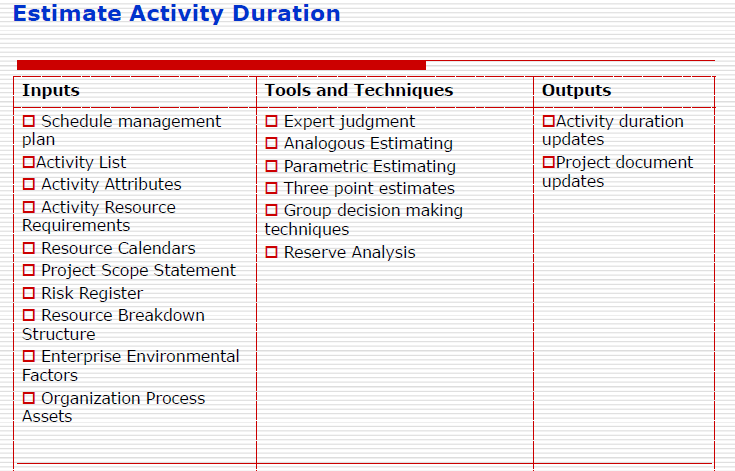 Estimate Activity Duration
Inputs
Schedule management
plan
Activity List
Activity Attributes
Activity Resource
Requirements
Resource Calendars
Project Scope Statement
Risk Register
Resource Breakdown
Structure
Enterprise Environmental
Factors
Organization Process
Assets
Tools and Techniques
Expert judgment
Analogous Estimating
Parametric Estimating
Three point estimates
Group decision making
techniques
Reserve Analysis
Outputs
Activity duration
updates
Project document
updates